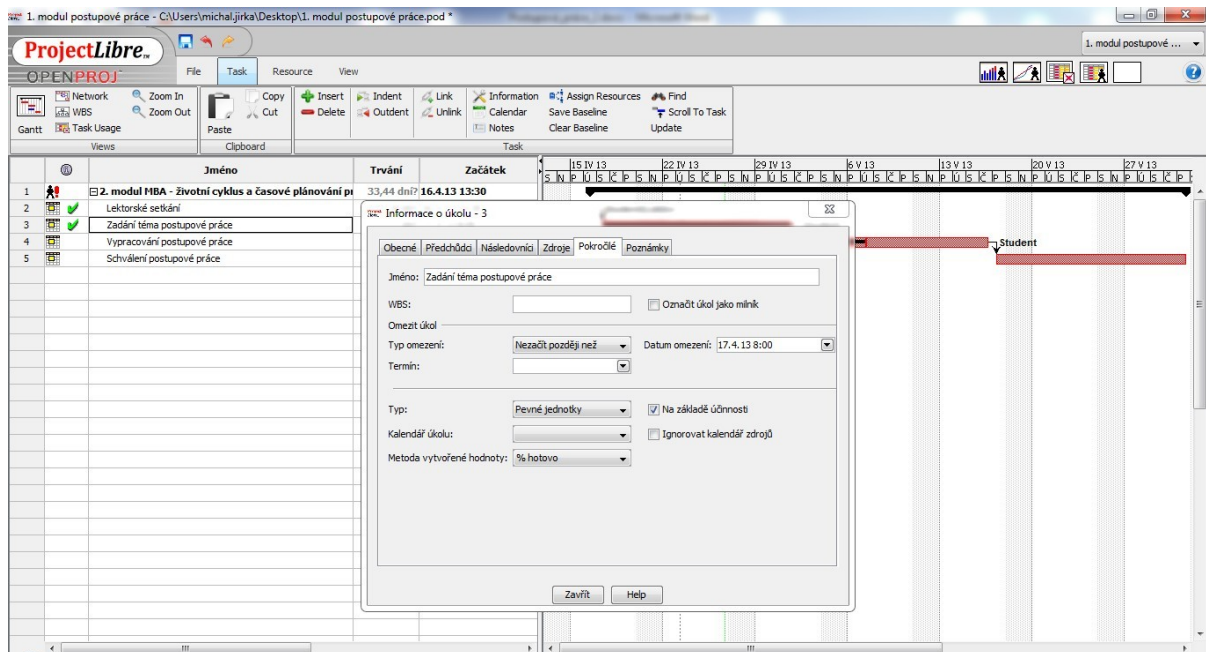 1. modul postupové práce - C:\Users\michal.jirka\Desktop\1. modul postupové práce.pod *
ProjectLibre
OPENPROJ
1. modul postupové ...
File Task Resource View
Network Zoom In Copy Insert Indent Link Information Assign Resources Find
WBS Zoom Out Cut Delete Outdent Unlink Calendar Save Baseline Scroll To Task
Gantt Task Usage Paste Notes Clear Baseline Update
Views Clipboard Task
Jméno Trvání Začátek 15 IV 13 22 IV 13 29 IV 13 6 V 13 13 V 13 20 V 13 27 V 13
S N P Ú S Č P S N P Ú S Č P S N P Ú S Č P S N P Ú S Č P S N P Ú S Č P S N P Ú S Č P S N P Ú S Č P
1 2. modul MBA - životní cyklus a časové plánování 33,44 dní? 16.4.13 13:30
2 Lektorské setkání
3 Zadání téma postupové práce
4 Vypracování postupové práce
5 Schválení postupové práce
Student
Informace o úkolu - 3
Obecné Předchůdci Následovníci Zdroje Pokročilé Poznámky
Jméno: Zadání téma postupové práce
WBS: Označit úkol jako milník
Omezit úkol
Typ omezení: Nezačít později než Datum omezení: 17.4.13 8:00
Termín:
Typ: Pevné jednotky Na základě účinnosti
Kalendář úkolu: Ignorovat kalendář zdrojů
Metoda vytvořené hodnoty: % hotovo
Zavřít Help